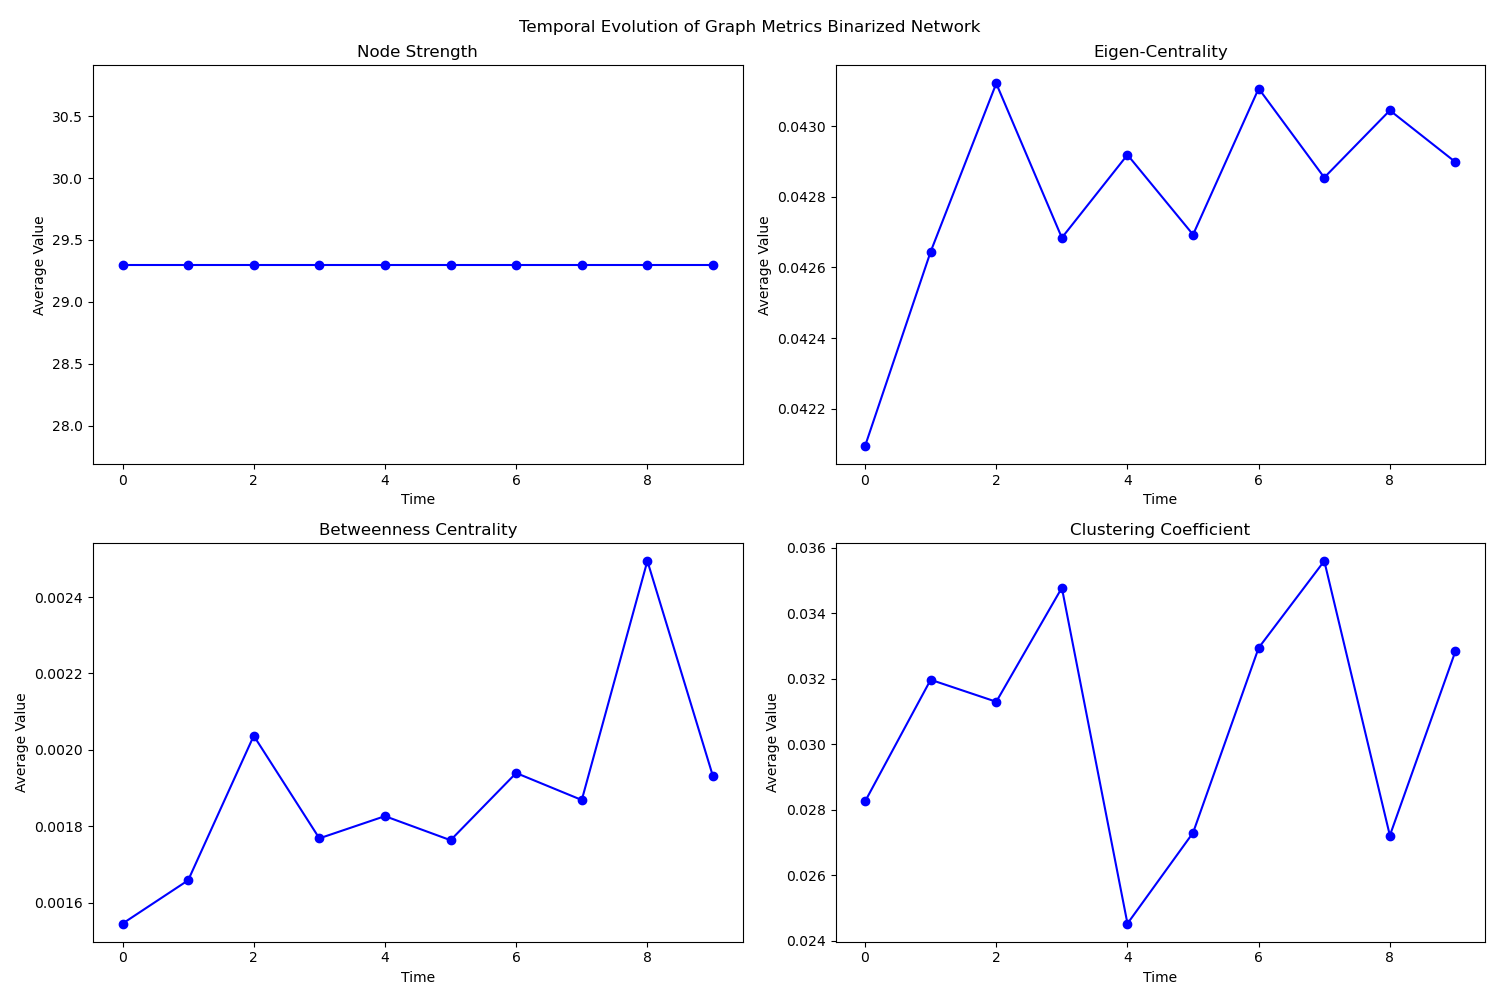 Temporal Evolution of Graph Metrics Binarized Network
Node Strength
Average Value
30.5
30.0
29.5
29.0
28.5
28.0
0 2 4 6 8
Time
Eigen-Centrality
Average Value
0.0430
0.0428
0.0426
0.0424
0.0422
0 2 4 6 8
Time
Betweenness Centrality
Average Value
0.0024
0.0022
0.0020
0.0018
0.0016
0 2 4 6 8
Time
Clustering Coefficient
Average Value
0.036
0.034
0.032
0.030
0.028
0.026
0.024
0 2 4 6 8
Time